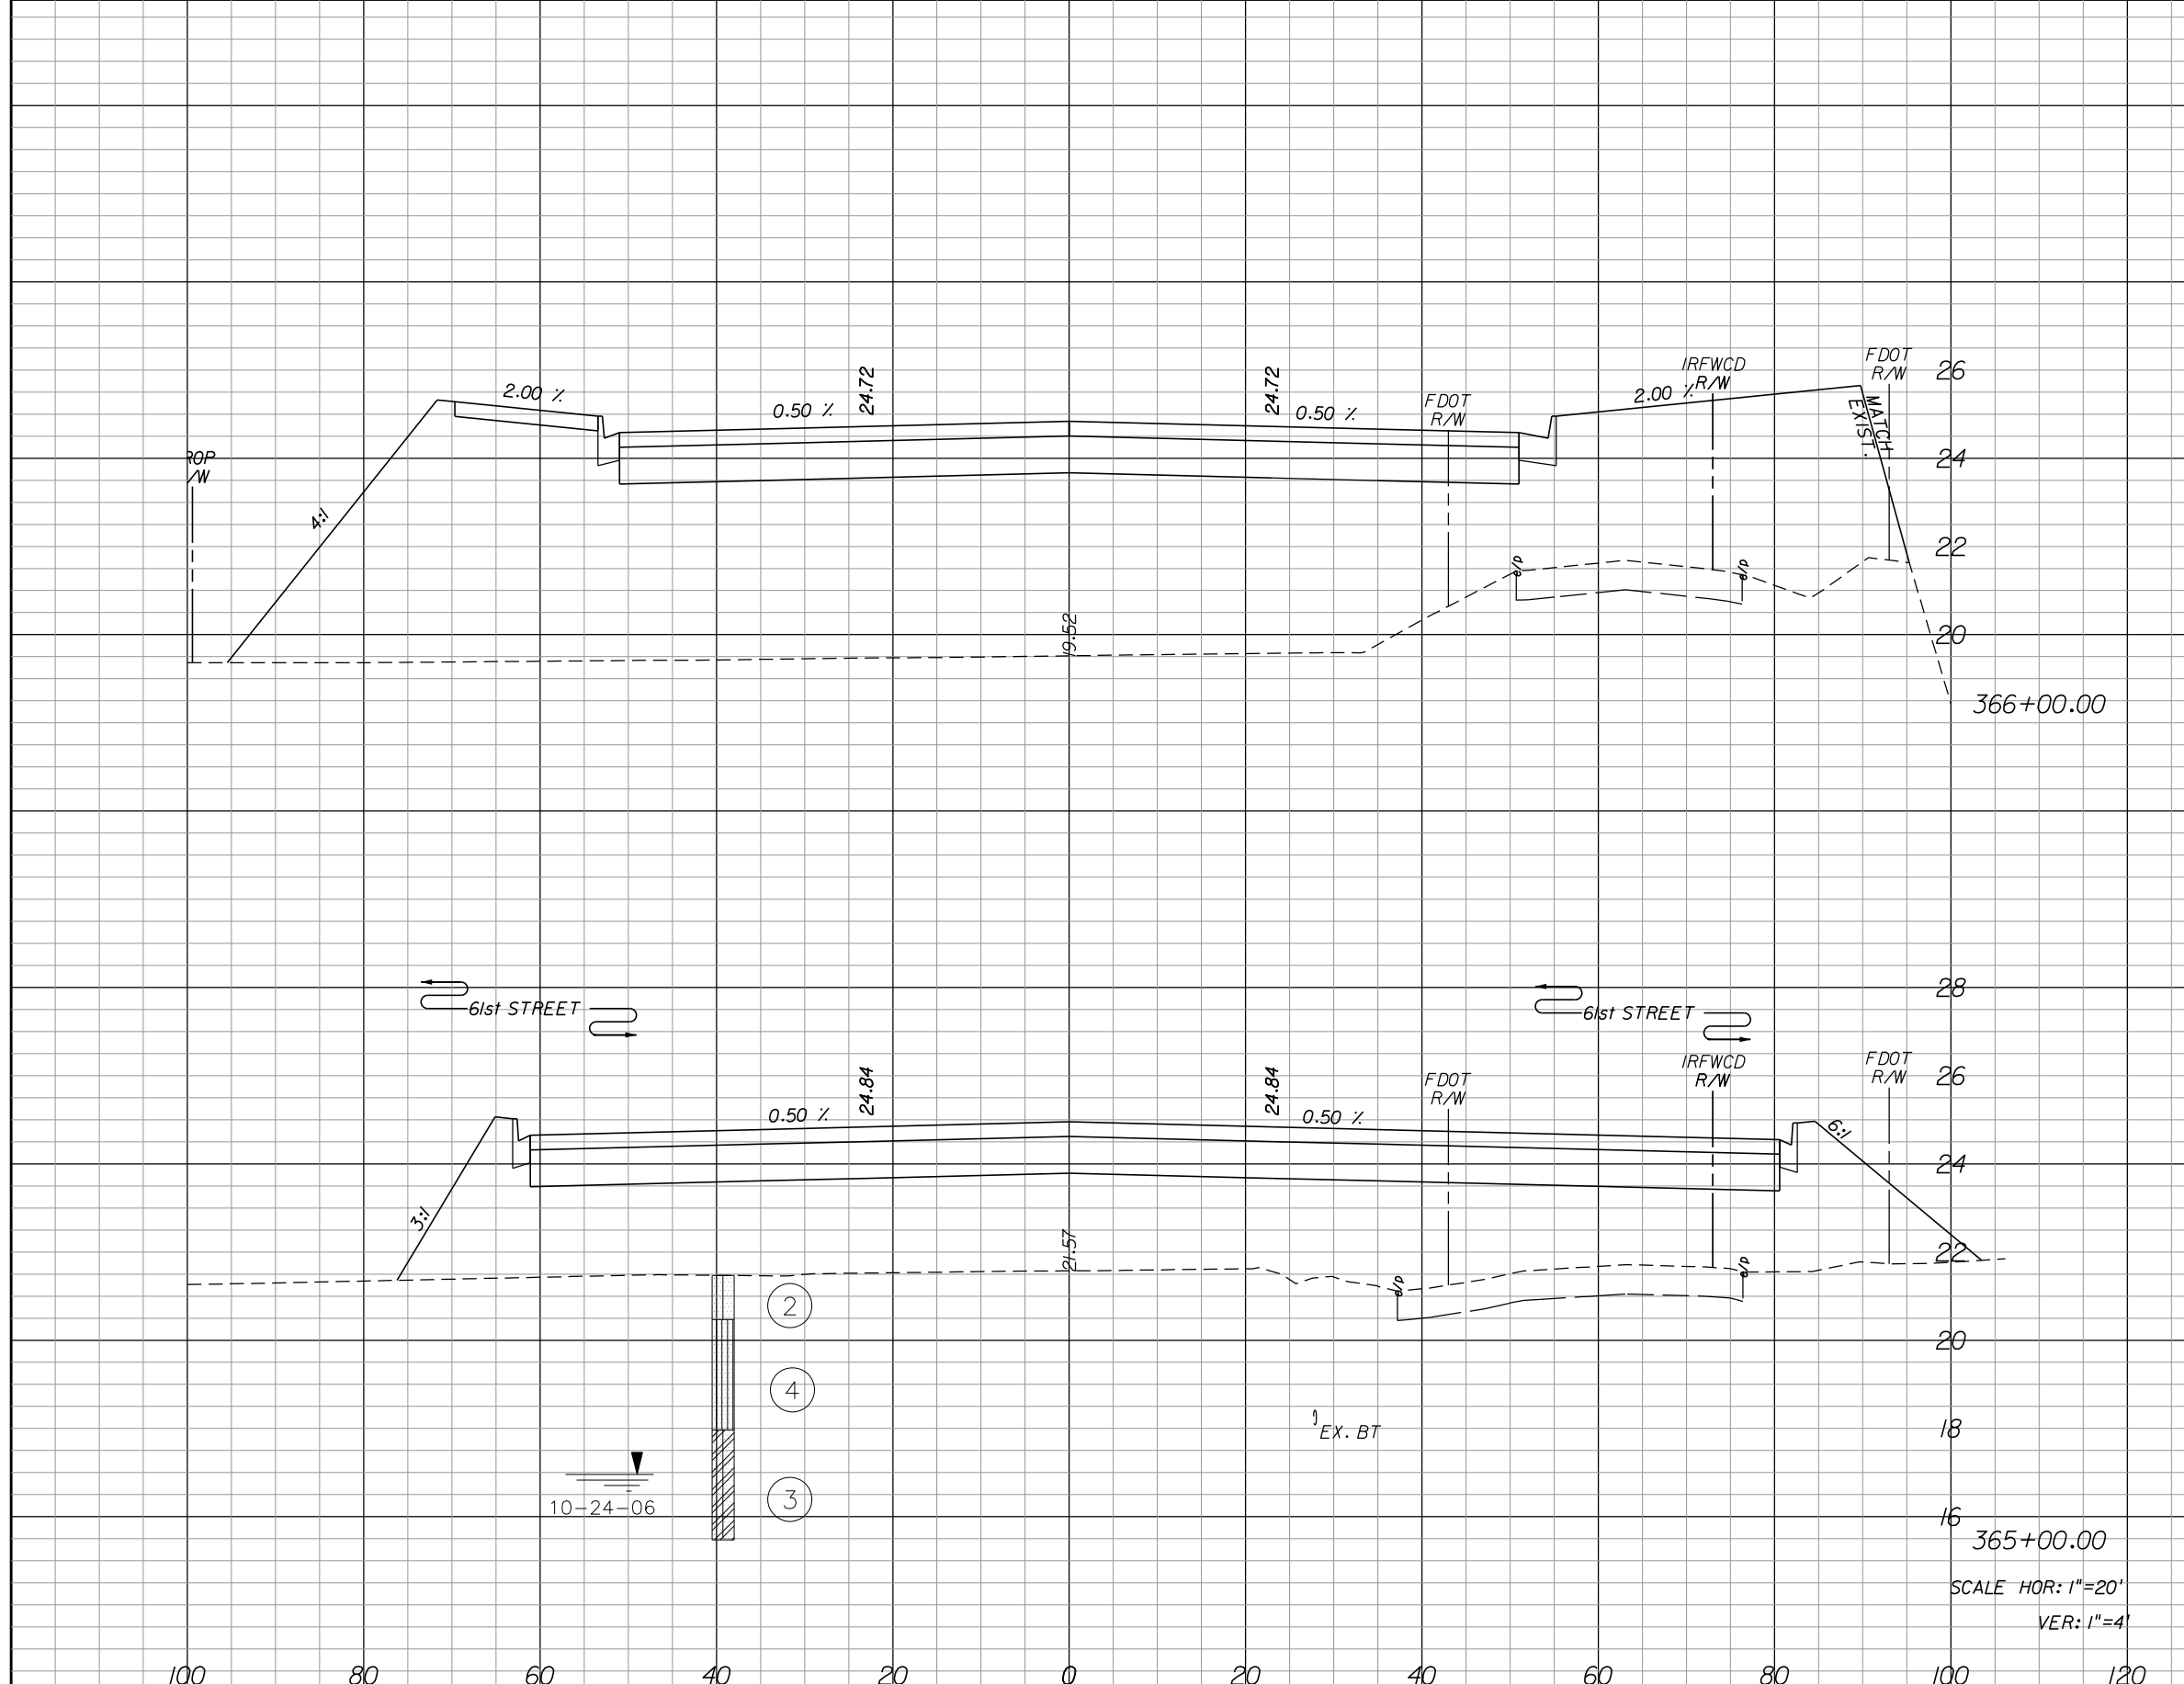 26
FDOT
R/W
IRFWCD
R/W
2.00 %
0.50 %
24.72
24.72
0.50 %
FDOT
R/W
2.00 %
MATCH
EXIST.
ROP
/W
24
4:1
22
e/p
e/p
19.52
20
366+00.00
28
61st STREET
61st STREET
IRFWCD
R/W
FDOT
R/W
26
FDOT
R/W
24.84
24.84
0.50 %
0.50 %
6:1
24
3:1
21.57
22
e/p
e/p
2
20
4
EX. BT
18
10-24-06
3
16
365+00.00
SCALE HOR: 1"=20'
VER: 1"=4'
100 80 60 40 20 0 20 40 60 80 100 120